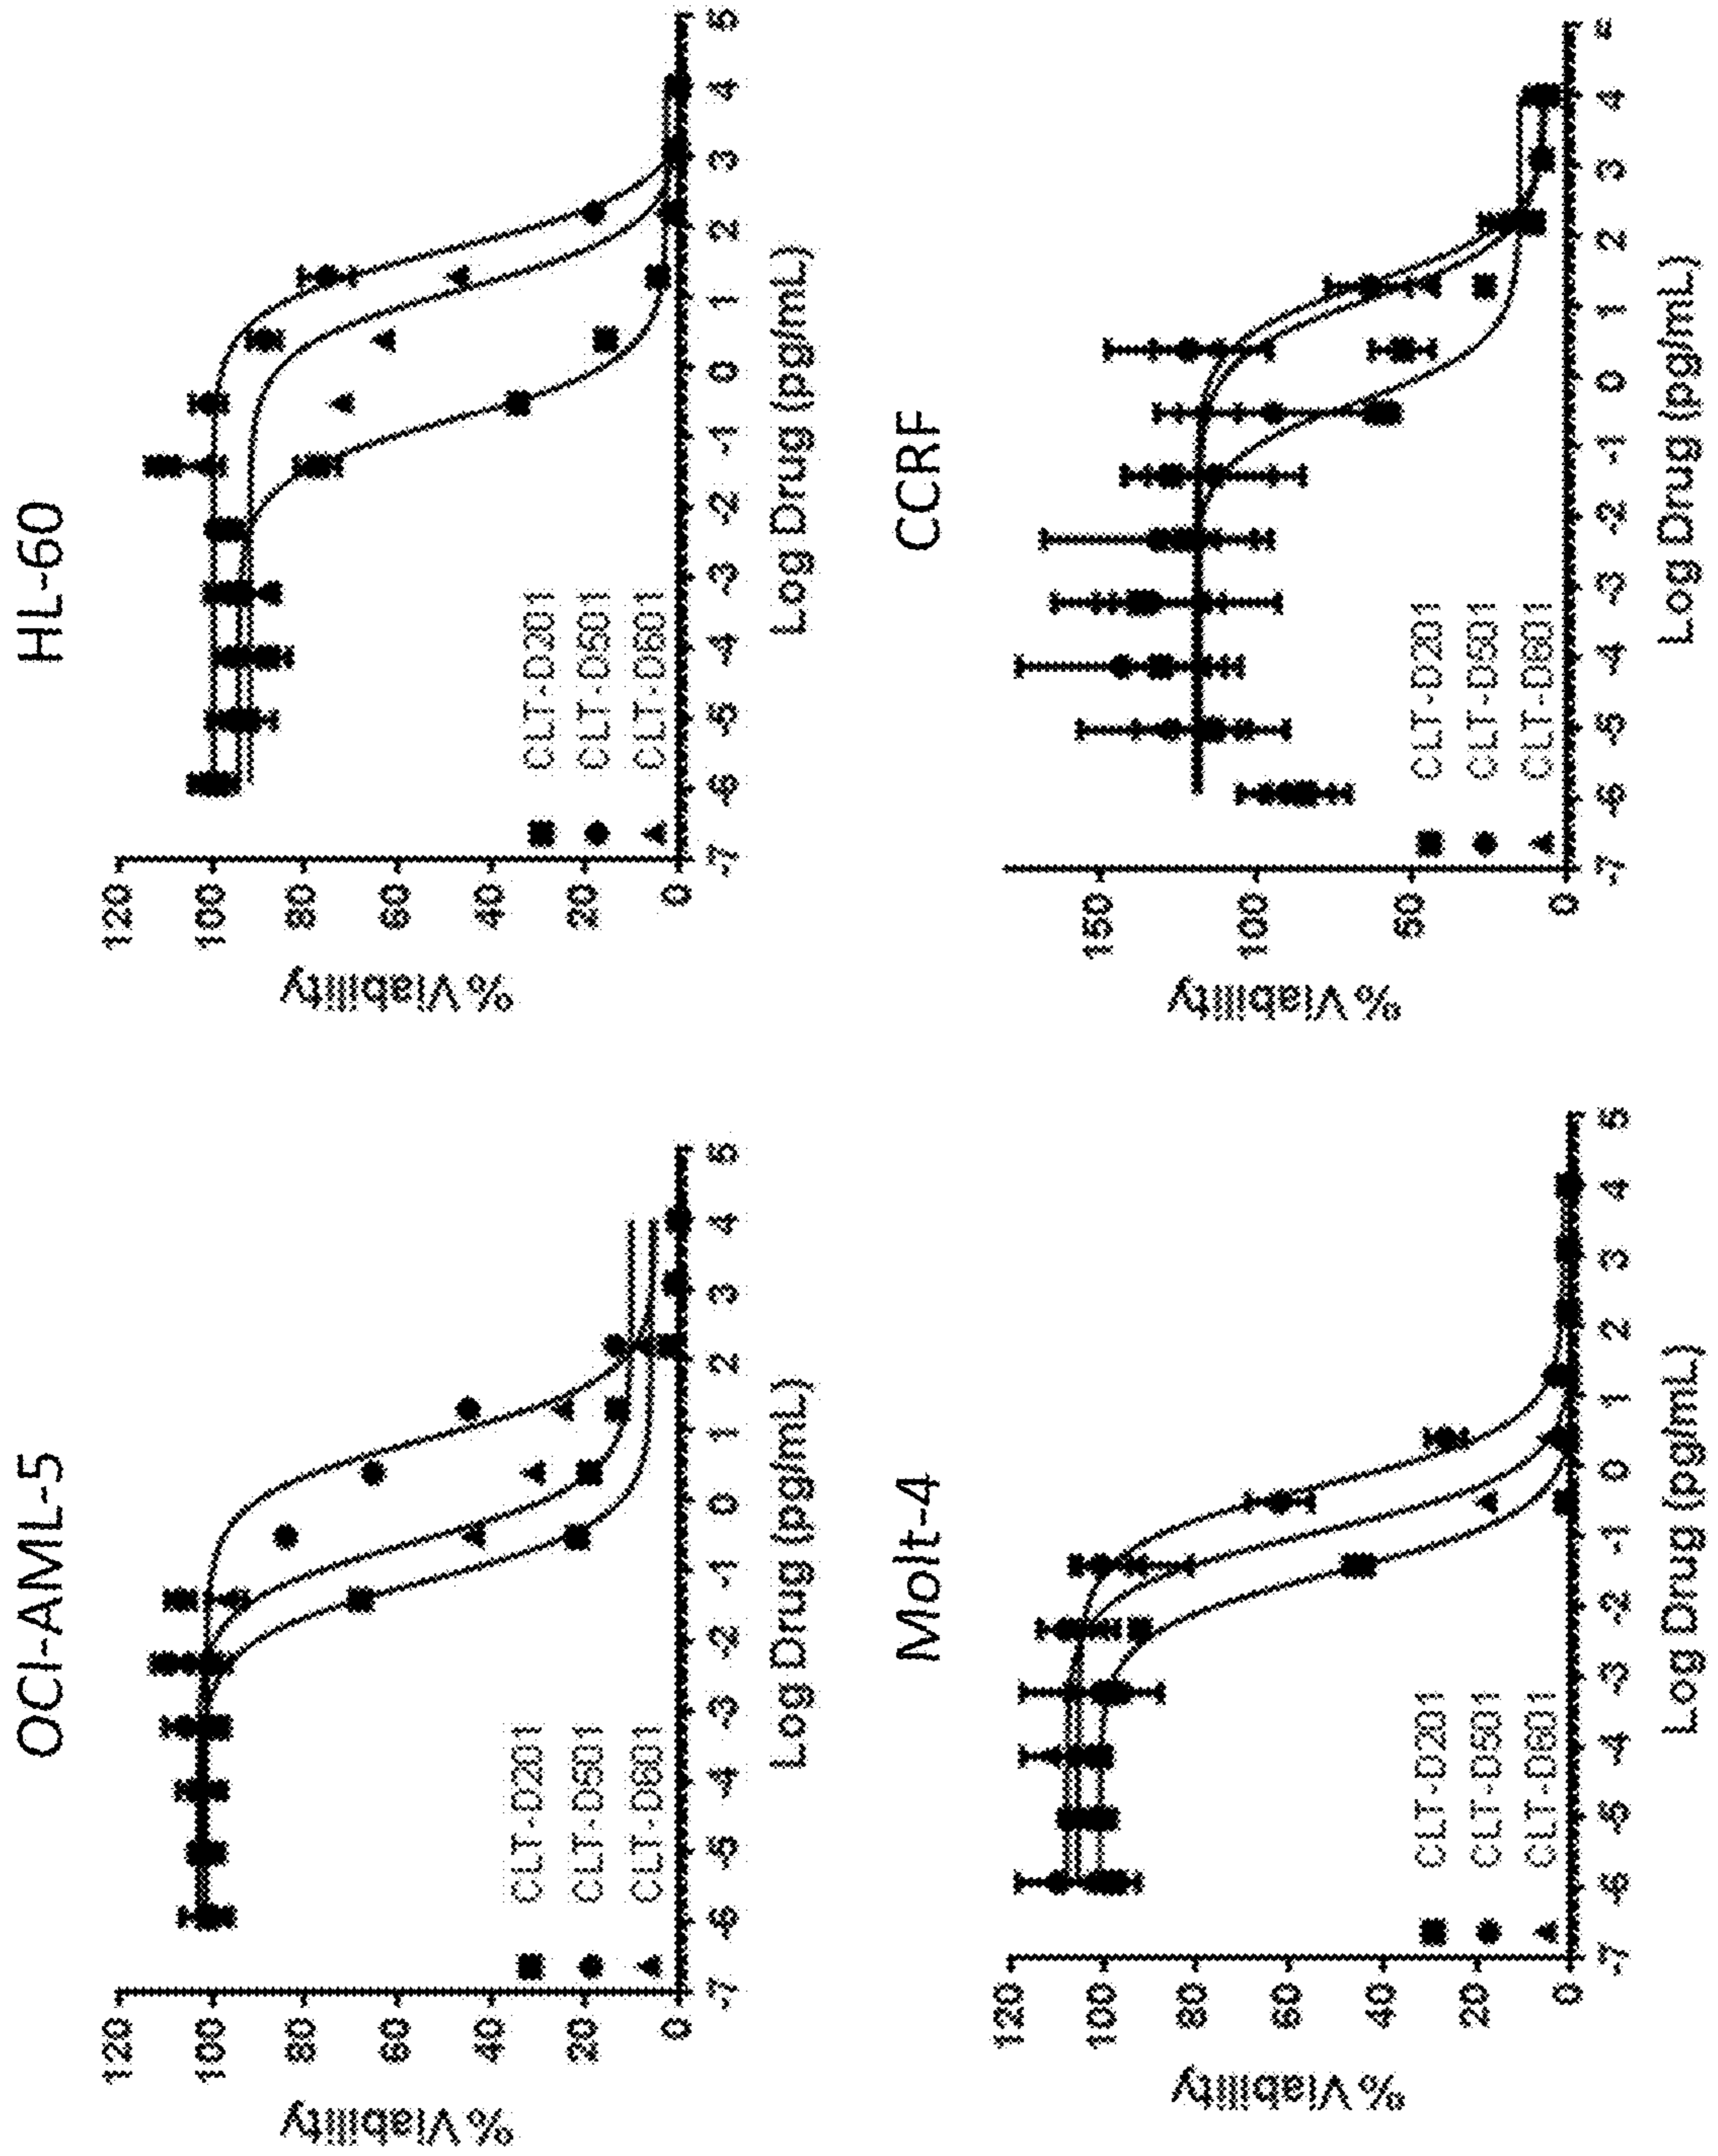 OCI-AML-5
% Viability
120
100
80
60
40
20
0
CLT-D201
CLT-D501
CLT-D601
-7 -6 -5 -4 -3 -2 -1 0 1 2 3 4 5
Log Drug (pg/mL)
HL-60
% Viability
120
100
80
60
40
20
0
CLT-D201
CLT-D501
CLT-D601
-7 -6 -5 -4 -3 -2 -1 0 1 2 3 4 5
Log Drug (pg/mL)
Molt-4
% Viability
120
100
80
60
40
20
0
CLT-D201
CLT-D501
CLT-D601
-7 -6 -5 -4 -3 -2 -1 0 1 2 3 4 5
Log Drug (pg/mL)
CCRF
% Viability
150
100
50
0
CLT-D201
CLT-D501
CLT-D601
-7 -6 -5 -4 -3 -2 -1 0 1 2 3 4
Log Drug (pg/mL)